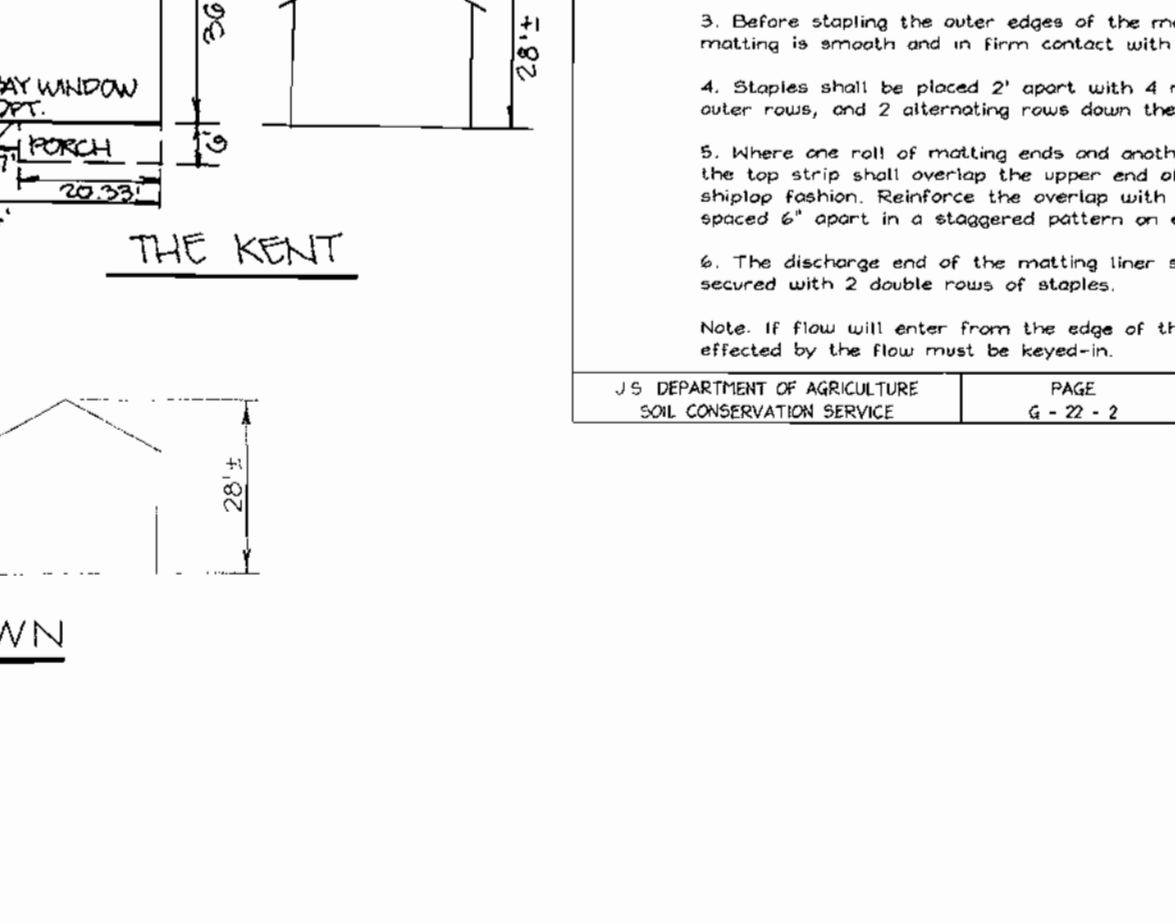 36
28'±
BAY WINDOW
OPT.
PORCH
6'
7'
20.33'
THE KENT
28'±
WN
3. Before stapling the outer edges of the
matting is smooth and in firm contact with
4. Staples shall be placed 2' apart with 4
outer rows, and 2 alternating rows down the
5. Where one roll of matting ends and
the top strip shall overlap the upper end
shiplap fashion. Reinforce the overlap with
spaced 6" apart in a staggered pattern on
6. The discharge end of the matting liner
secured with 2 double rows of staples.
Note. If flow will enter from the edge of
effected by the flow must be keyed-in.
J S DEPARTMENT OF AGRICULTURE
SOIL CONSERVATION SERVICE
PAGE
G - 22 - 2